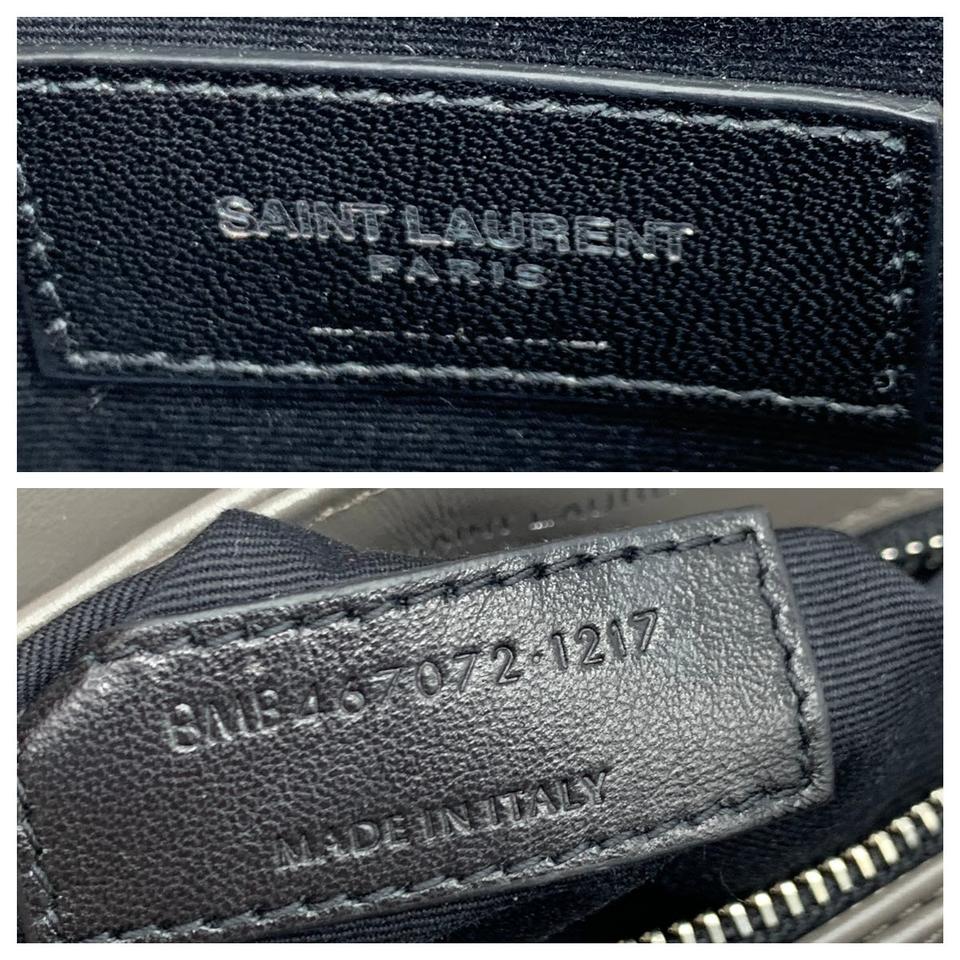 SAINT LAURENT
PARIS
BMB467072·1217
MADE IN ITALY